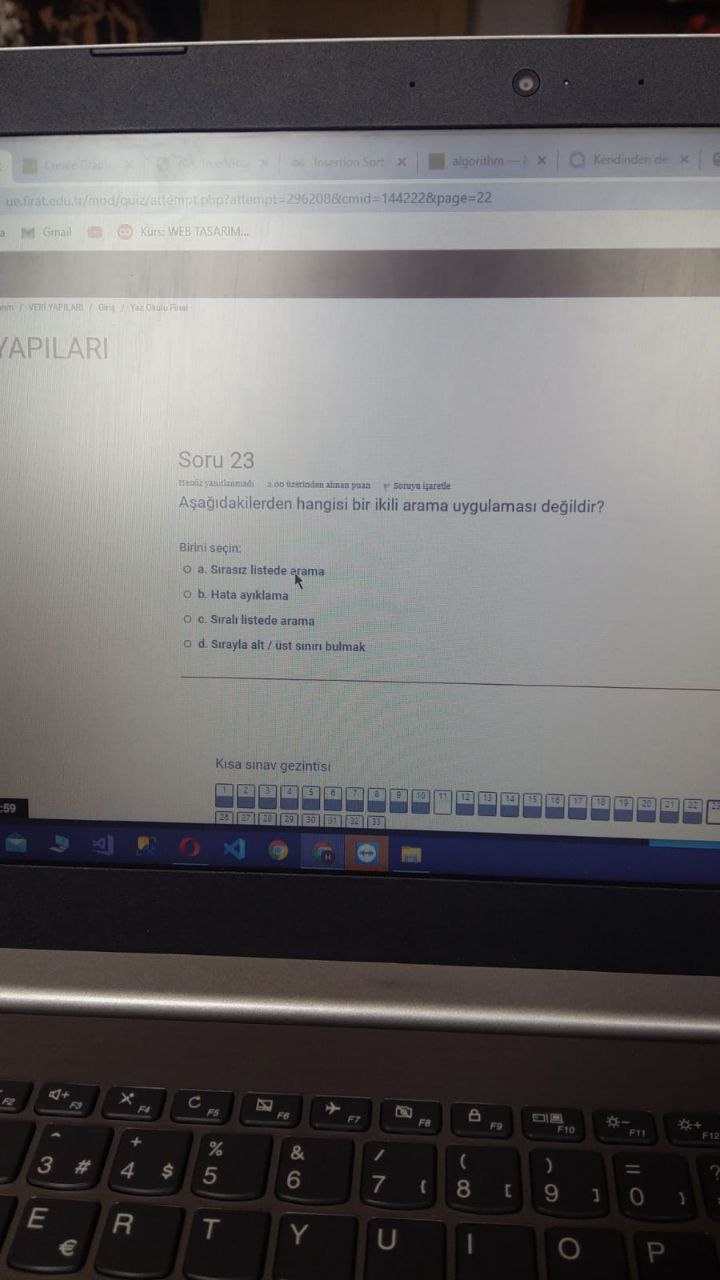 Create Grap
AVL Tree Visu
Insertion Sort
algorithm — I
Kendinden de
ue.firat.edu.tr/mod/quiz/attempt.php?attempt=296208&cmid=144222&page=22
a Gmail Kurs: WEB TASARIM...
/ VERİ YAPILARI / Giriş / Yaz Okulu Final
YAPILARI
Soru 23
Henüz yanıtlanmadı 2.00 üzerinden alınan puan Soruyu işaretle
Aşağıdakilerden hangisi bir ikili arama uygulaması değildir?
Birini seçin:
a. Sırasız listede arama
b. Hata ayıklama
c. Sıralı listede arama
d. Sırayla alt / üst sınırı bulmak
Kısa sınav gezintisi
1 2 3 4 5 6 7 8 9 10 11 12 13 14 15 16 17 18 19 20 21 22 23
26 27 28 29 30 31 32 33
:59
F2 F3 F4 F5 F6 F7 F8 F9 F10 F11 F12
^ + % & / ( ) =
3 # 4 $ 5 6 7 { 8 [ 9 ] 0 }
E € R T Y U I O P